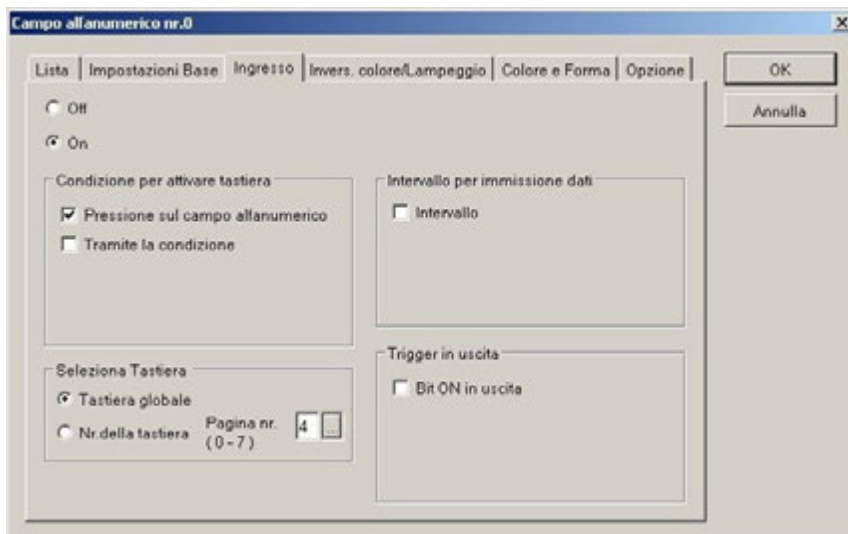 Campo alfanumerico nr.0
Lista Impostazioni Base Ingresso Invers. colore/Lampeggio Colore e Forma Opzione
OK
Annulla
Off
On
Condizione per attivare tastiera
Pressione sul campo alfanumerico
Tramite la condizione
Intervallo per immissione dati
Intervallo
Seleziona Tastiera
Tastiera globale
Nr.della tastiera
Pagina nr.
(0-7)
4
...
Trigger in uscita
Bit ON in uscita